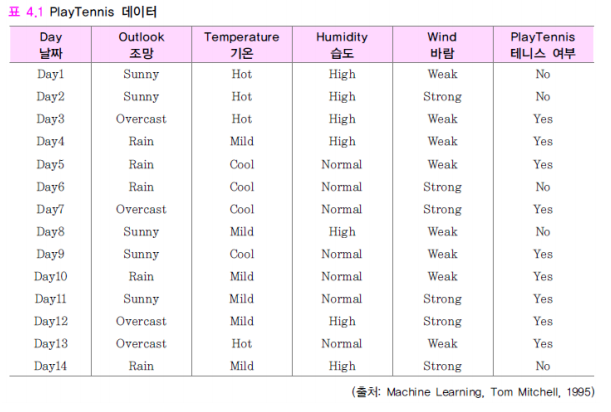 표 4.1 PlayTennis 데이터
Day Outlook Temperature Humidity Wind PlayTennis
날짜 조망 기온 습도 바람 테니스 여부
Day1 Sunny Hot High Weak No
Day2 Sunny Hot High Strong No
Day3 Overcast Hot High Weak Yes
Day4 Rain Mild High Weak Yes
Day5 Rain Cool Normal Weak Yes
Day6 Rain Cool Normal Strong No
Day7 Overcast Cool Normal Strong Yes
Day8 Sunny Mild High Weak No
Day9 Sunny Cool Normal Weak Yes
Day10 Rain Mild Normal Weak Yes
Day11 Sunny Mild Normal Strong Yes
Day12 Overcast Mild High Strong Yes
Day13 Overcast Hot Normal Weak Yes
Day14 Rain Mild High Strong No
(출처: Machine Learning, Tom Mitchell, 1995)